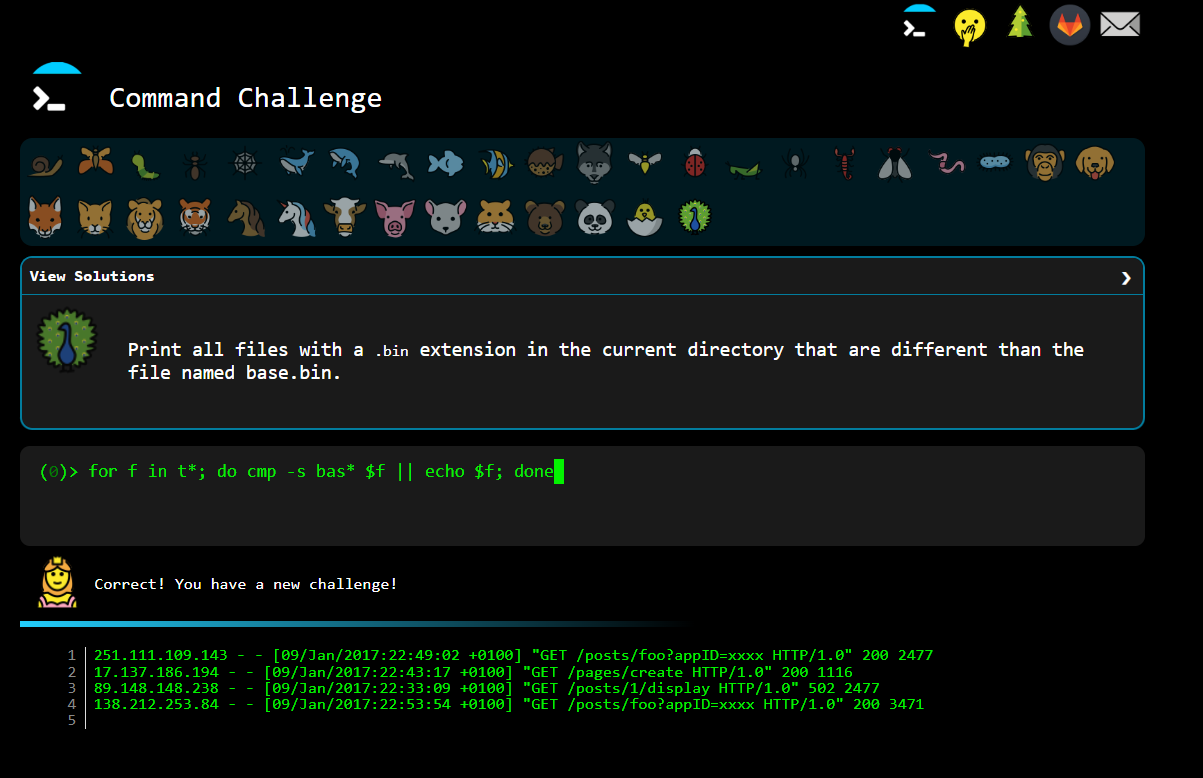 Command Challenge
View Solutions
Print all files with a .bin extension in the current directory that are different than the
file named base.bin.
(0)> for f in t*; do cmp -s bas* $f || echo $f; done
Correct! You have a new challenge!
1 251.111.109.143 - - [09/Jan/2017:22:49:02 +0100] "GET /posts/foo?appID=xxxx HTTP/1.0" 200 2477
2 17.137.186.194 - - [09/Jan/2017:22:43:17 +0100] "GET /pages/create HTTP/1.0" 200 1116
3 89.148.148.238 - - [09/Jan/2017:22:33:09 +0100] "GET /posts/1/display HTTP/1.0" 502 2477
4 138.212.253.84 - - [09/Jan/2017:22:53:54 +0100] "GET /posts/foo?appID=xxxx HTTP/1.0" 200 3471
5